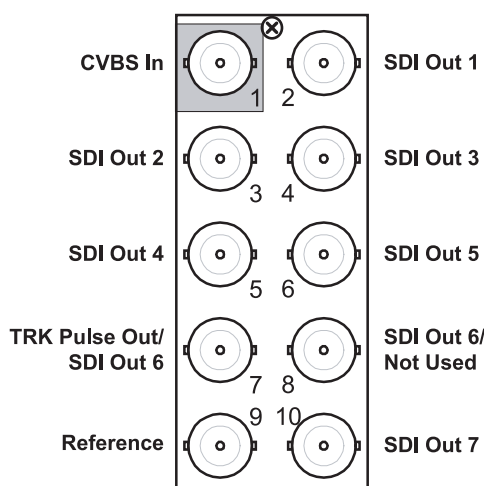 CVBS In
SDI Out 1
1 2
SDI Out 2
SDI Out 3
3 4
SDI Out 4
SDI Out 5
5 6
TRK Pulse Out/
SDI Out 6
SDI Out 6/
Not Used
7 8
9 10
Reference
SDI Out 7